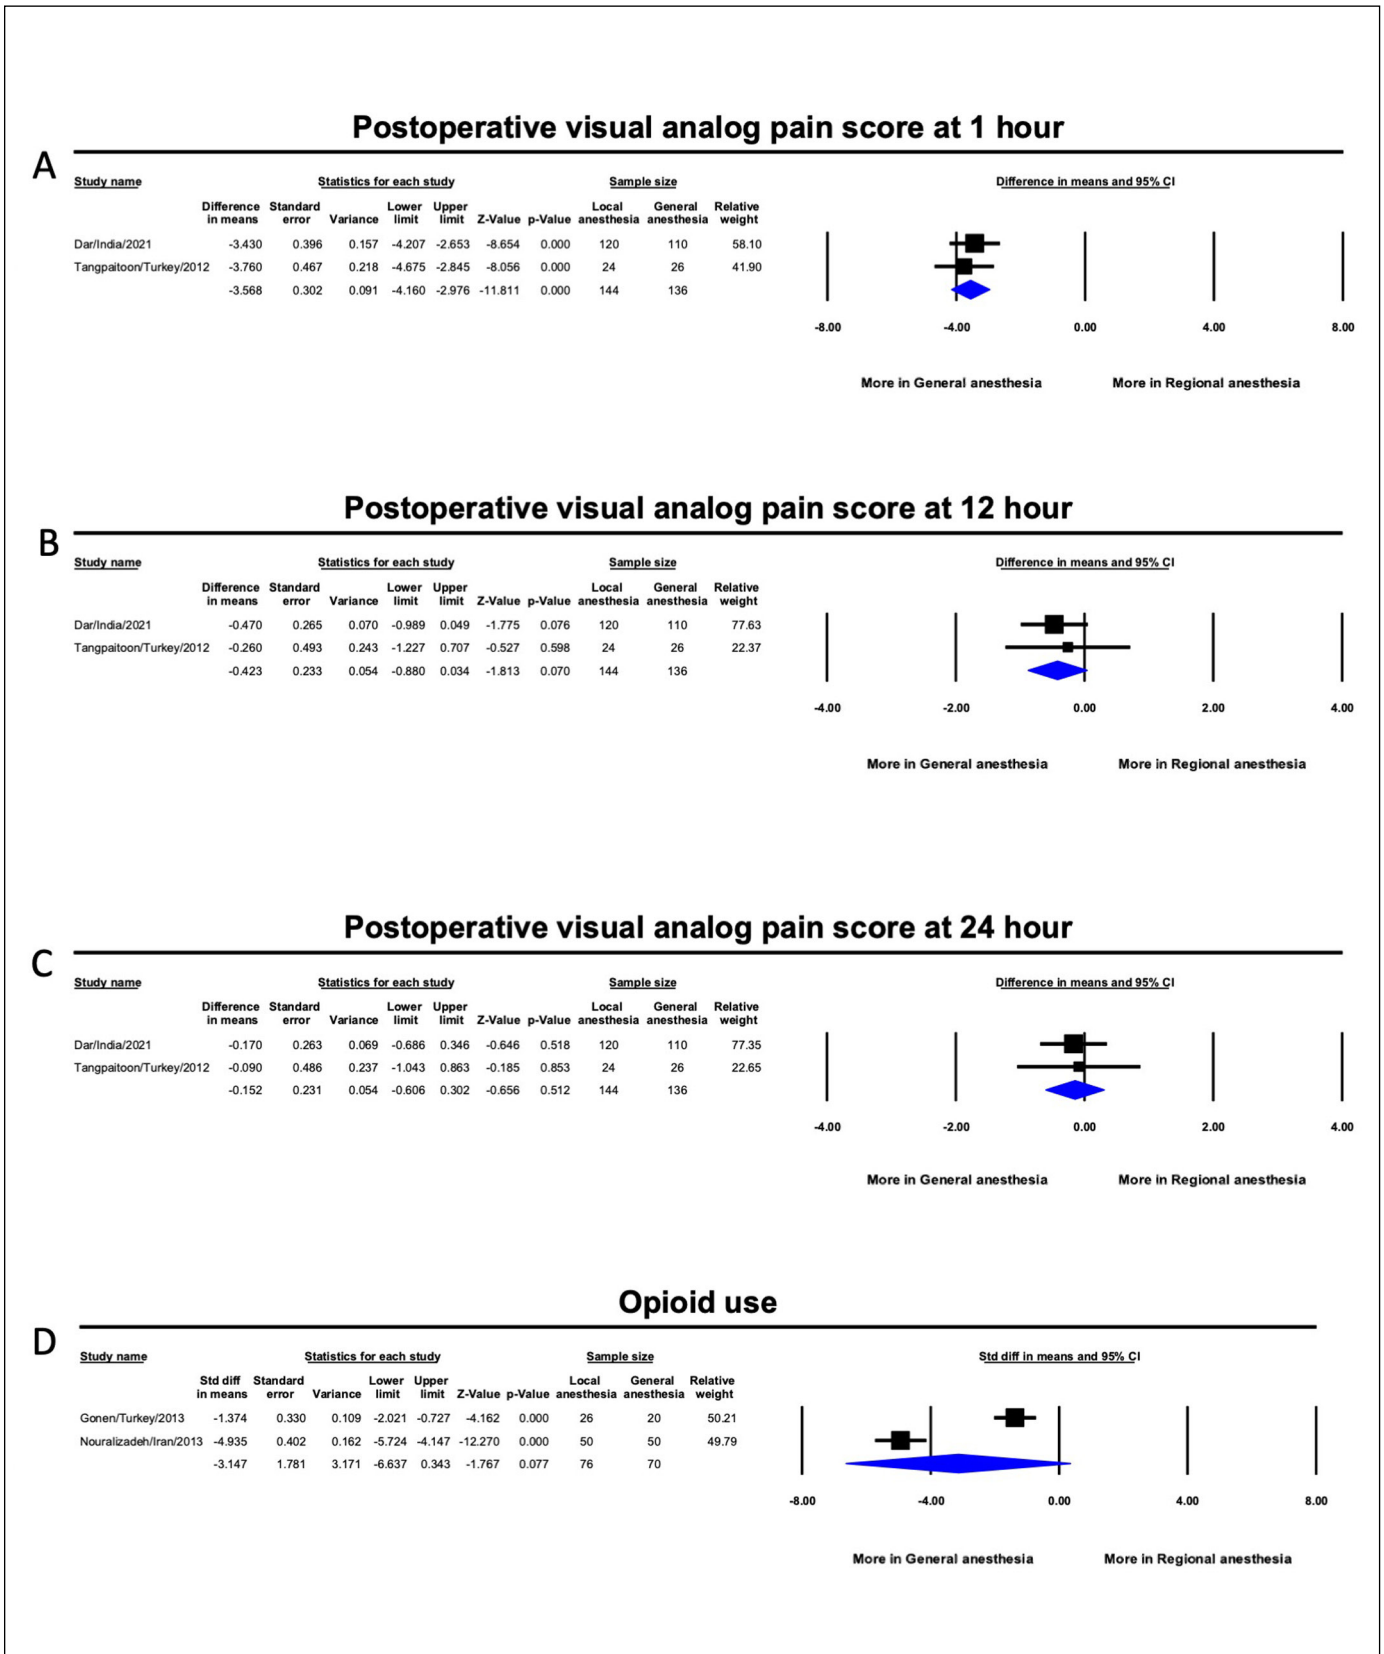 Postoperative visual analog pain score at 1 hour
A
Study name Statistics for each study Sample size Difference in means and 95% CI
Difference Standard Lower Upper Local General Relative
in means error Variance limit limit Z-Value p-Value anesthesia anesthesia weight
Dar/India/2021 -3.430 0.396 0.157 -4.207 -2.653 -8.654 0.000 120 110 58.10
Tangpaitoon/Turkey/2012 -3.760 0.467 0.218 -4.675 -2.845 -8.056 0.000 24 26 41.90
-3.568 0.302 0.091 -4.160 -2.976 -11.811 0.000 144 136
-8.00 -4.00 0.00 4.00 8.00
More in General anesthesia More in Regional anesthesia
Postoperative visual analog pain score at 12 hour
B
Study name Statistics for each study Sample size Difference in means and 95% CI
Difference Standard Lower Upper Local General Relative
in means error Variance limit limit Z-Value p-Value anesthesia anesthesia weight
Dar/India/2021 -0.470 0.265 0.070 -0.989 0.049 -1.775 0.076 120 110 77.63
Tangpaitoon/Turkey/2012 -0.260 0.493 0.243 -1.227 0.707 -0.527 0.598 24 26 22.37
-0.423 0.233 0.054 -0.880 0.034 -1.813 0.070 144 136
-4.00 -2.00 0.00 2.00 4.00
More in General anesthesia More in Regional anesthesia
Postoperative visual analog pain score at 24 hour
C
Study name Statistics for each study Sample size Difference in means and 95% CI
Difference Standard Lower Upper Local General Relative
in means error Variance limit limit Z-Value p-Value anesthesia anesthesia weight
Dar/India/2021 -0.170 0.263 0.069 -0.686 0.346 -0.646 0.518 120 110 77.35
Tangpaitoon/Turkey/2012 -0.090 0.486 0.237 -1.043 0.863 -0.185 0.853 24 26 22.65
-0.152 0.231 0.054 -0.606 0.302 -0.656 0.512 144 136
-4.00 -2.00 0.00 2.00 4.00
More in General anesthesia More in Regional anesthesia
Opioid use
D
Study name Statistics for each study Sample size Std diff in means and 95% CI
Std diff Standard Lower Upper Local General Relative
in means error Variance limit limit Z-Value p-Value anesthesia anesthesia weight
Gonen/Turkey/2013 -1.374 0.330 0.109 -2.021 -0.727 -4.162 0.000 26 20 50.21
Nouralizadeh/Iran/2013 -4.935 0.402 0.162 -5.724 -4.147 -12.270 0.000 50 50 49.79
-3.147 1.781 3.171 -6.637 0.343 -1.767 0.077 76 70
-8.00 -4.00 0.00 4.00 8.00
More in General anesthesia More in Regional anesthesia